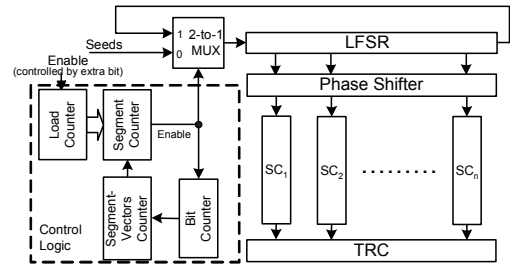 1
2-to-1
MUX
0
Seeds
LFSR
Enable
(controlled by extra bit)
Phase Shifter
Load
Counter
Segment
Counter
Enable
SC1
SC2
.........
SCn
Segment-
Vectors
Counter
Bit
Counter
Control
Logic
TRC